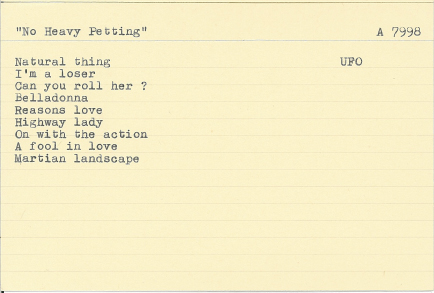 "No Heavy Petting" A 7998
Natural thing UFO
I'm a loser
Can you roll her ?
Belladonna
Reasons love
Highway lady
On with the action
A fool in love
Martian landscape